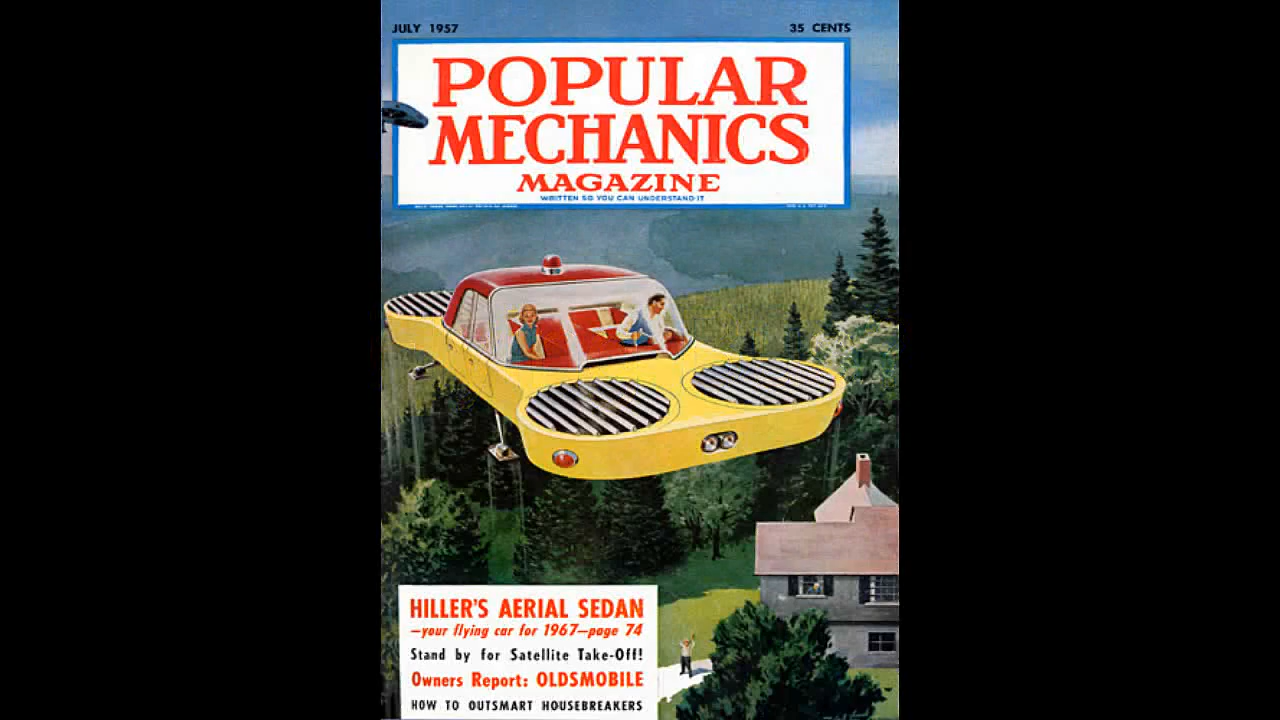 JULY 1957 35 CENTS
POPULAR
MECHANICS
MAGAZINE
WRITTEN SO YOU CAN UNDERSTAND IT
HILLER'S AERIAL SEDAN
—your flying car for 1967—page 74
Stand by for Satellite Take-Off!
Owners Report: OLDSMOBILE
HOW TO OUTSMART HOUSEBREAKERS